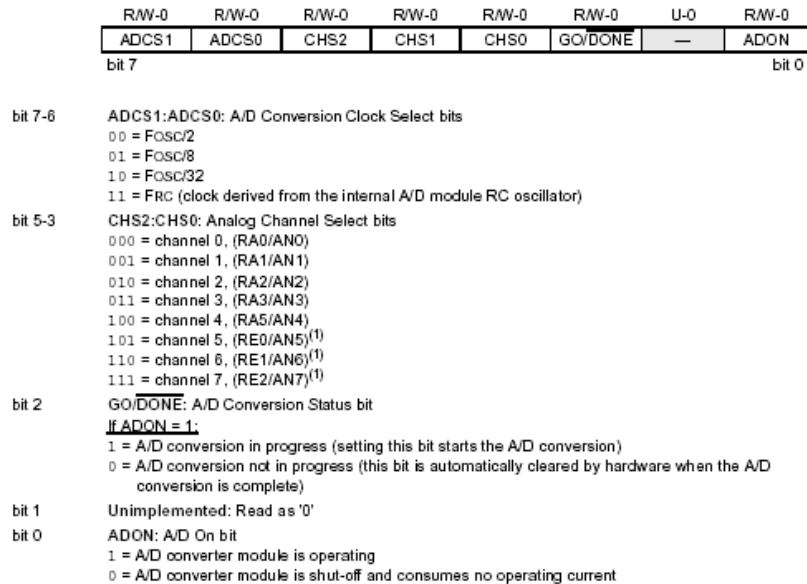 R/W-0 R/W-0 R/W-0 R/W-0 R/W-0 R/W-0 U-0 R/W-0
ADCS1 ADCS0 CHS2 CHS1 CHS0 GO/DONE — ADON
bit 7 bit 0
bit 7-6 ADCS1:ADCS0: A/D Conversion Clock Select bits
00 = FOSC/2
01 = FOSC/8
10 = FOSC/32
11 = FRC (clock derived from the internal A/D module RC oscillator)
bit 5-3 CHS2:CHS0: Analog Channel Select bits
000 = channel 0, (RA0/AN0)
001 = channel 1, (RA1/AN1)
010 = channel 2, (RA2/AN2)
011 = channel 3, (RA3/AN3)
100 = channel 4, (RA5/AN4)
101 = channel 5, (RE0/AN5)(1)
110 = channel 6, (RE1/AN6)(1)
111 = channel 7, (RE2/AN7)(1)
bit 2 GO/DONE: A/D Conversion Status bit
If ADON = 1:
1 = A/D conversion in progress (setting this bit starts the A/D conversion)
0 = A/D conversion not in progress (this bit is automatically cleared by hardware when the A/D
conversion is complete)
bit 1 Unimplemented: Read as '0'
bit 0 ADON: A/D On bit
1 = A/D converter module is operating
0 = A/D converter module is shut-off and consumes no operating current